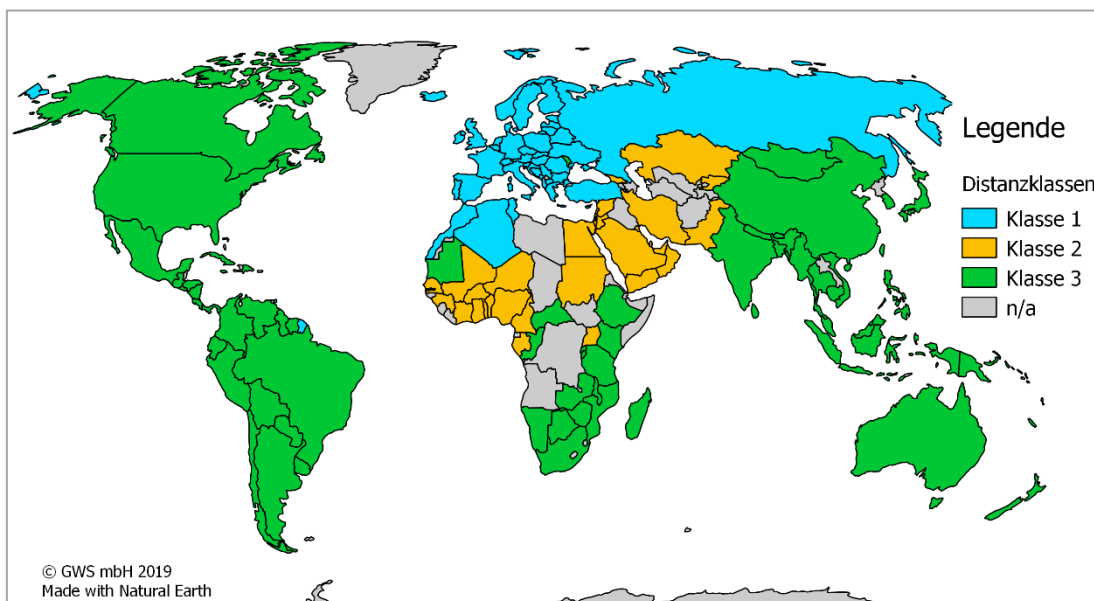 Legende
Distanzklassen
Klasse 1
Klasse 2
Klasse 3
n/a
© GWS mbH 2019
Made with Natural Earth